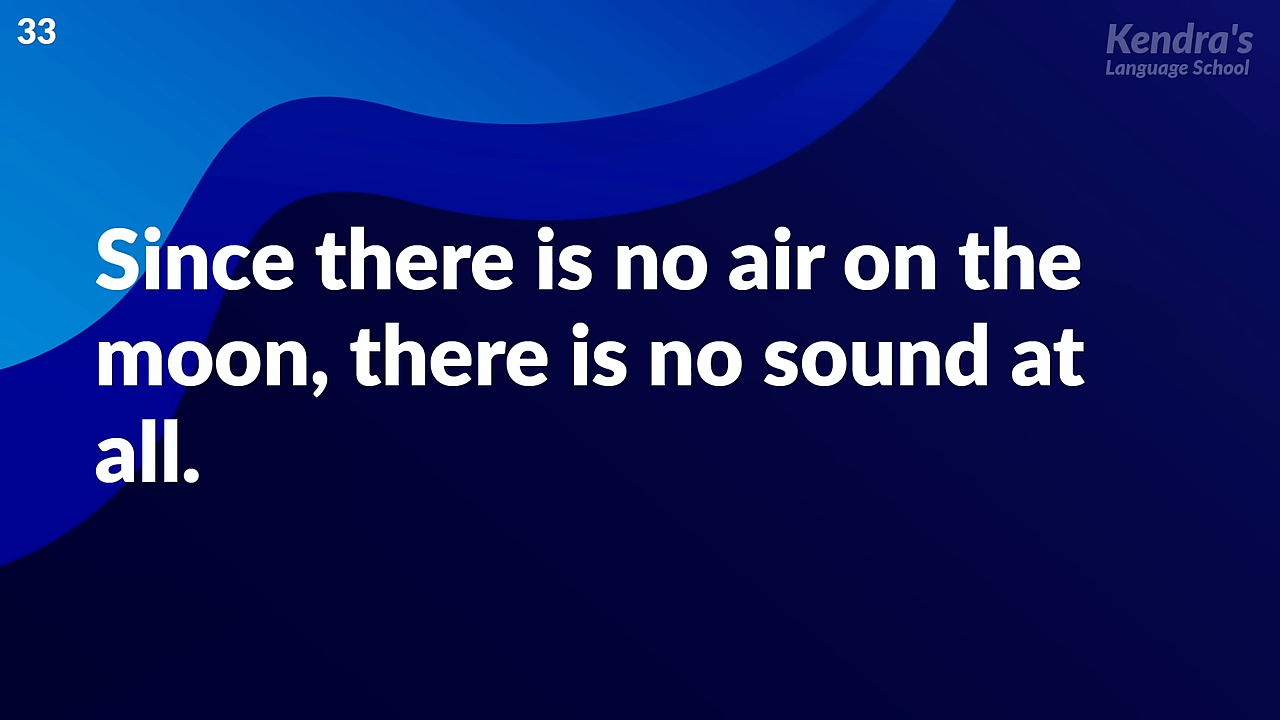 33
Kendra's
Language School
Since there is no air on the
moon, there is no sound at
all.